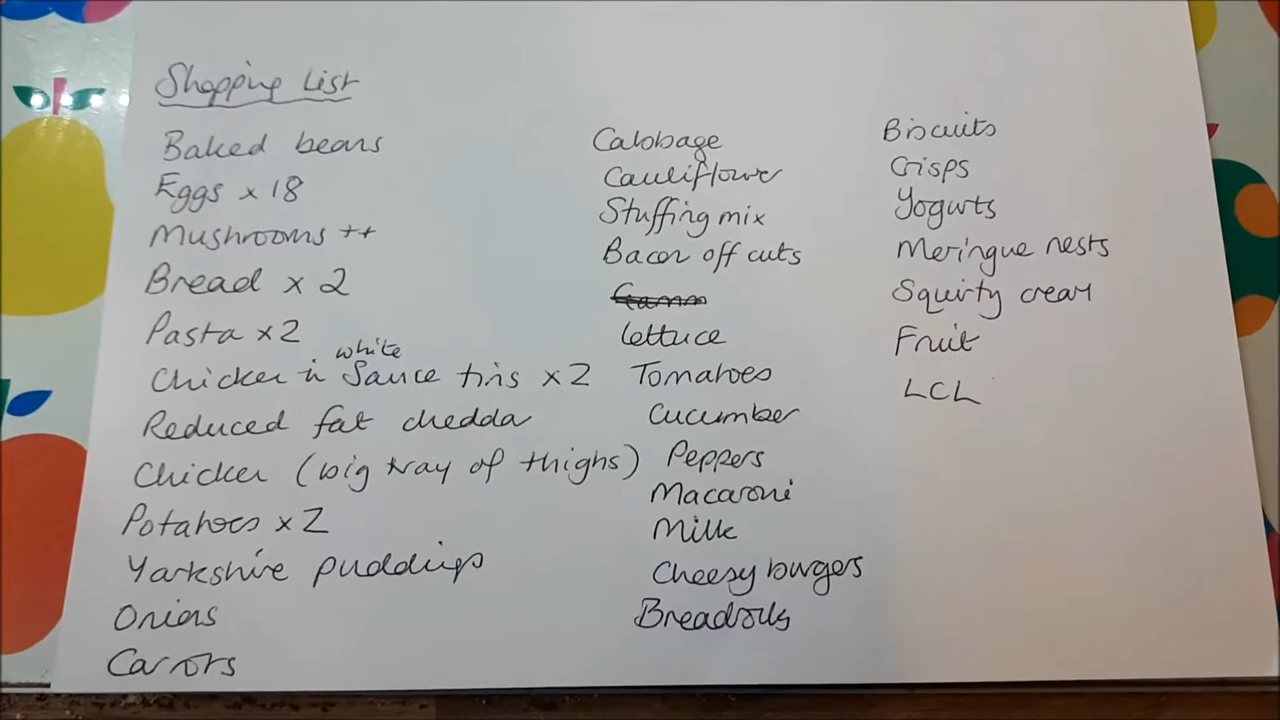 Shopping List
Baked beans
Eggs x 18
Mushrooms ++
Bread x 2
Pasta x 2
white
Chicken in Sauce tins x 2
Reduced fat chedda
Chicken (big tray of thighs)
Potatoes x 2
Yorkshire puddings
Onions
Carrots
Cabbage
Cauliflower
Stuffing mix
Bacon off cuts
Gamm
Lettuce
Tomatoes
Cucumber
Peppers
Macaroni
Milk
Cheesy burgers
Breadrolls
Biscuits
Crisps
Yogurts
Meringue nests
Squirty cream
Fruit
LCL